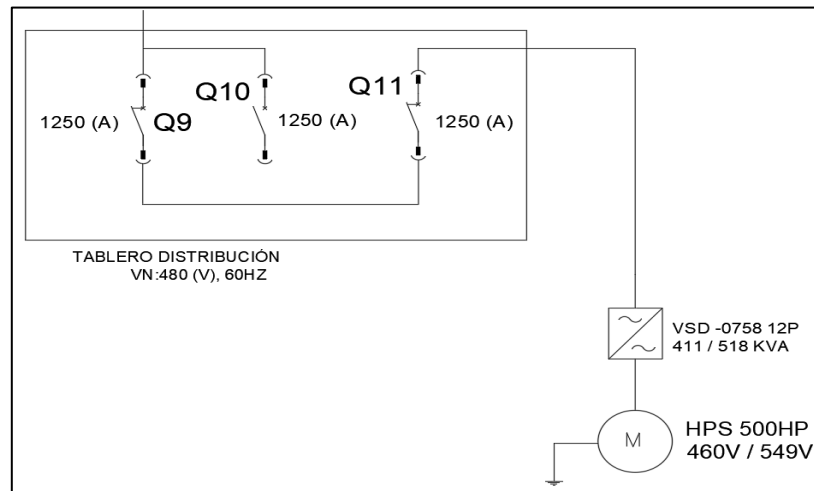 Q10
Q11
1250 (A)
Q9
1250 (A)
1250 (A)
TABLERO DISTRIBUCIÓN
VN:480 (V), 60HZ
VSD -0758 12P
411 / 518 KVA
M
HPS 500HP
460V / 549V